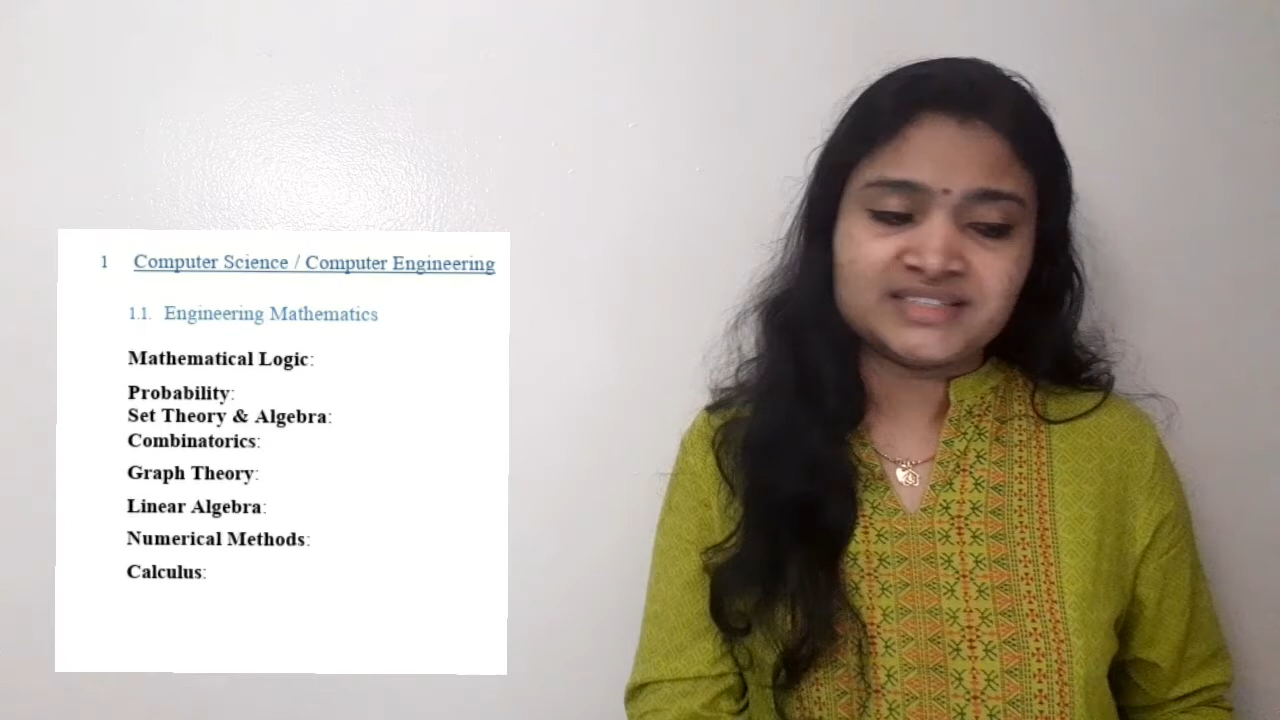 1 Computer Science / Computer Engineering
1.1. Engineering Mathematics
Mathematical Logic:
Probability:
Set Theory & Algebra:
Combinatorics:
Graph Theory:
Linear Algebra:
Numerical Methods:
Calculus: